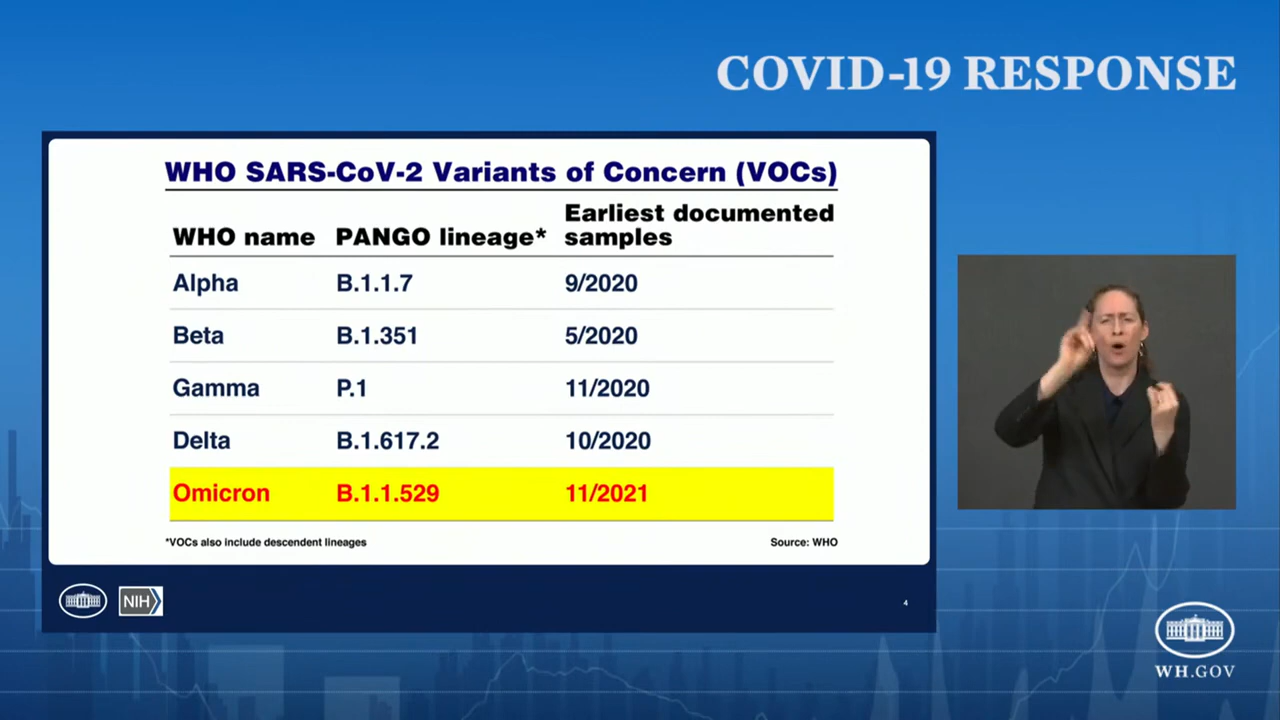 COVID-19 RESPONSE
WHO SARS-CoV-2 Variants of Concern (VOCs)
WHO name PANGO lineage* Earliest documented samples
Alpha B.1.1.7 9/2020
Beta B.1.351 5/2020
Gamma P.1 11/2020
Delta B.1.617.2 10/2020
Omicron B.1.1.529 11/2021
*VOCs also include descendent lineages Source: WHO
NIH 4
WH.GOV